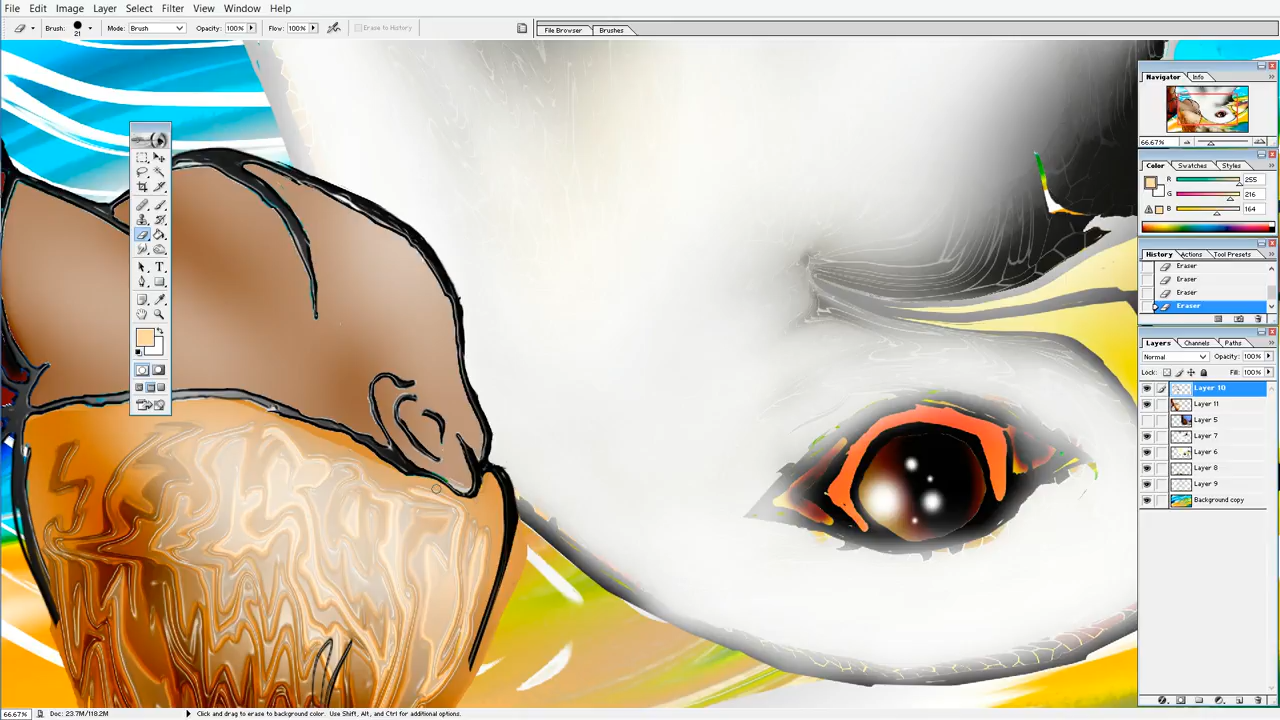 File Edit Image Layer Select Filter View Window Help
Brush: 21 Mode: Brush Opacity: 100% Flow: 100% Erase to History File Browser Brushes
Navigator Info
66.67%
Color Swatches Styles
R 255
G 216
B 164
History Actions Tool Presets
Eraser
Eraser
Eraser
Eraser
Layers Channels Paths
Normal Opacity: 100%
Lock: Fill: 100%
Layer 10
Layer 11
Layer 5
Layer 7
Layer 6
Layer 8
Layer 9
Background copy
T
66.67% Doc: 23.7M/118.2M Click and drag to erase to background color. Use Shift, Alt, and Ctrl for additional options.